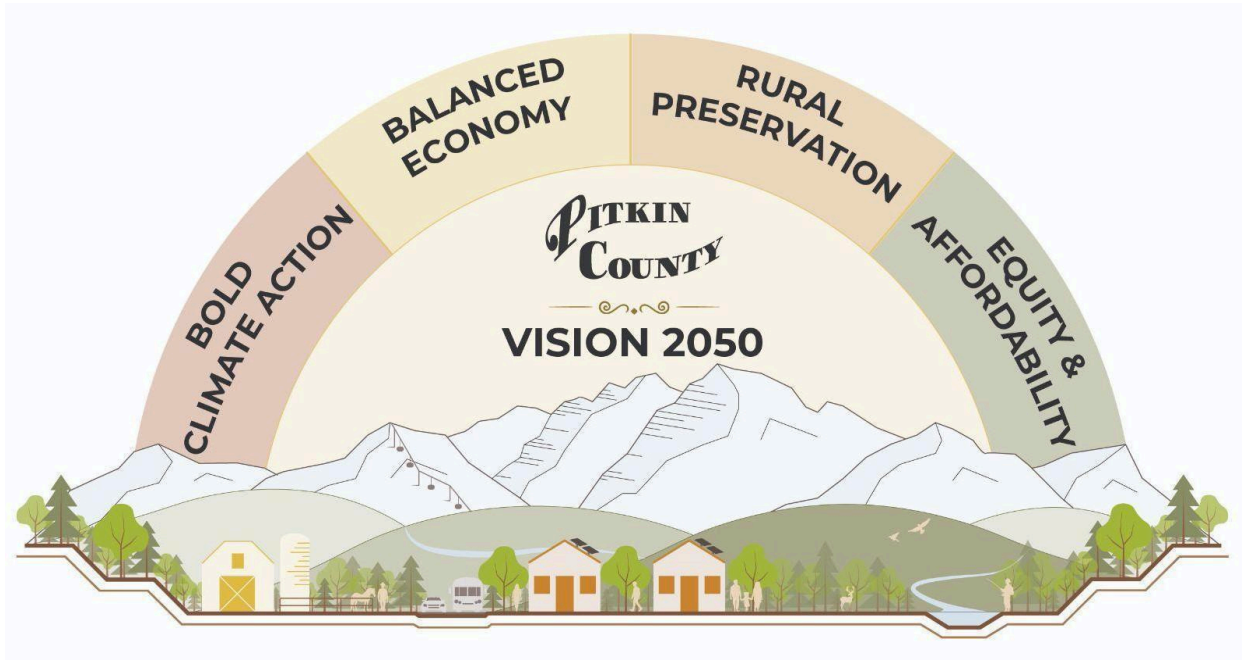 BOLD
CLIMATE ACTION
BALANCED
ECONOMY
RURAL
PRESERVATION
EQUITY &
AFFORDABILITY
PITKIN
COUNTY
VISION 2050